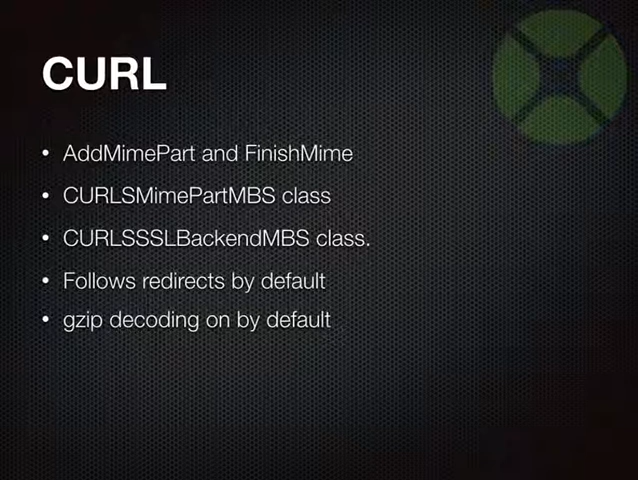 CURL
• AddMimePart and FinishMime
• CURLSMimePartMBS class
• CURLSSSLBackendMBS class.
• Follows redirects by default
• gzip decoding on by default